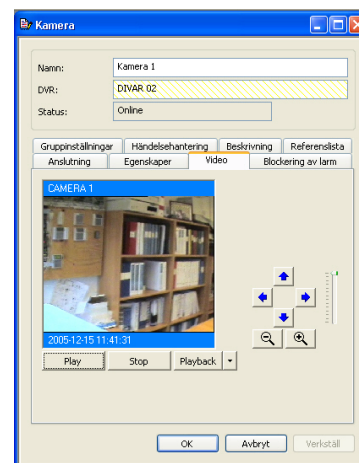 Kamera
Namn: Kamera 1
DVR: DIVAR 02
Status: Online
Gruppinställningar Händelsehantering Beskrivning Referenslista
Anslutning Egenskaper Video Blockering av larm
CAMERA 1
2005-12-15 11:41:31
Play Stop Playback
OK Avbryt Verkställ